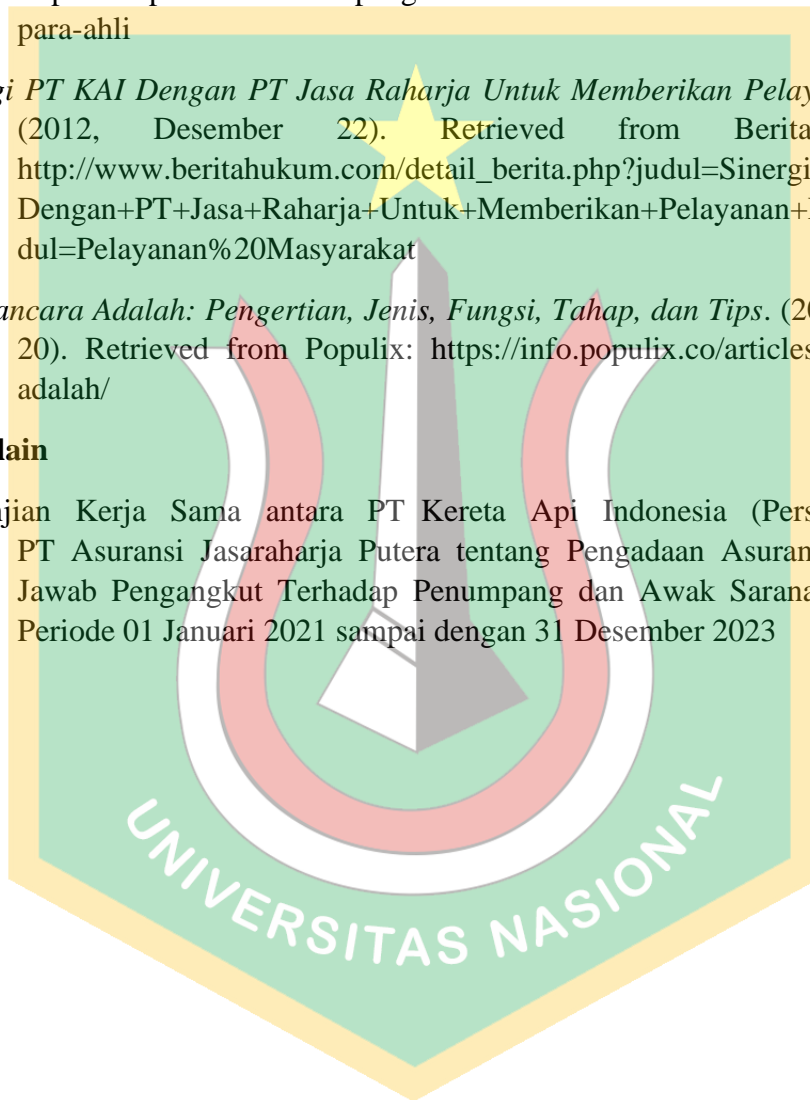 para-ahli
gi PT KAI Dengan PT Jasa Raharja Untuk Memberikan Pelay
(2012, Desember 22). Retrieved from Berita
http://www.beritahukum.com/detail_berita.php?judul=Sinergi
Dengan+PT+Jasa+Raharja+Untuk+Memberikan+Pelayanan+
dul=Pelayanan%20Masyarakat
ancara Adalah: Pengertian, Jenis, Fungsi, Tahap, dan Tips. (20
20). Retrieved from Populix: https://info.populix.co/articles
adalah/
lain
jian Kerja Sama antara PT Kereta Api Indonesia (Pers
PT Asuransi Jasaraharja Putera tentang Pengadaan Asuran
Jawab Pengangkut Terhadap Penumpang dan Awak Sarana
Periode 01 Januari 2021 sampai dengan 31 Desember 2023
UNIVERSITAS NASIONAL